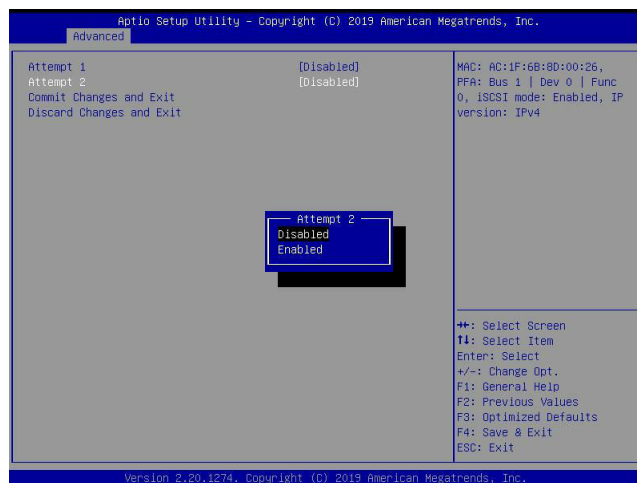 Aptio Setup Utility – Copyright (C) 2019 American Megatrends, Inc.
Advanced
Attempt 1 [Disabled]
Attempt 2 [Disabled]
Commit Changes and Exit
Discard Changes and Exit
MAC: AC:1F:6B:8D:00:26,
PFA: Bus 1 | Dev 0 | Func
0, iSCSI mode: Enabled, IP
version: IPv4
Attempt 2
Disabled
Enabled
→←: Select Screen
↑↓: Select Item
Enter: Select
+/-: Change Opt.
F1: General Help
F2: Previous Values
F3: Optimized Defaults
F4: Save & Exit
ESC: Exit
Version 2.20.1274. Copyright (C) 2019 American Megatrends, Inc.